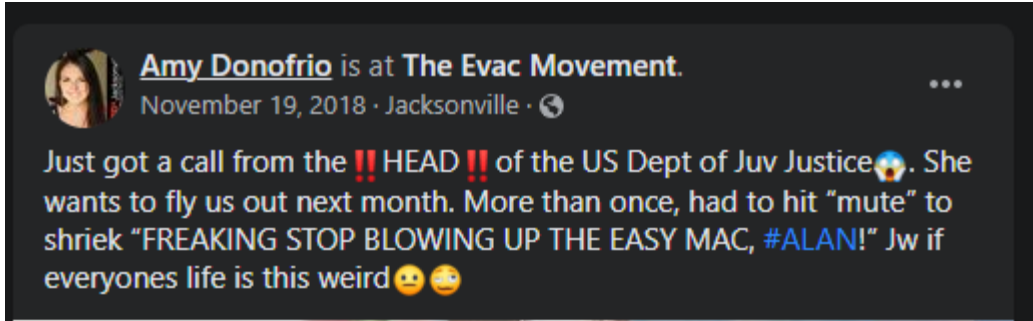 Amy Donofrio is at The Evac Movement.
November 19, 2018 · Jacksonville ·
Just got a call from the ‼️HEAD‼️ of the US Dept of Juv Justice😱. She
wants to fly us out next month. More than once, had to hit “mute” to
shriek “FREAKING STOP BLOWING UP THE EASY MAC, #ALAN!” Jw if
everyones life is this weird😐🙄